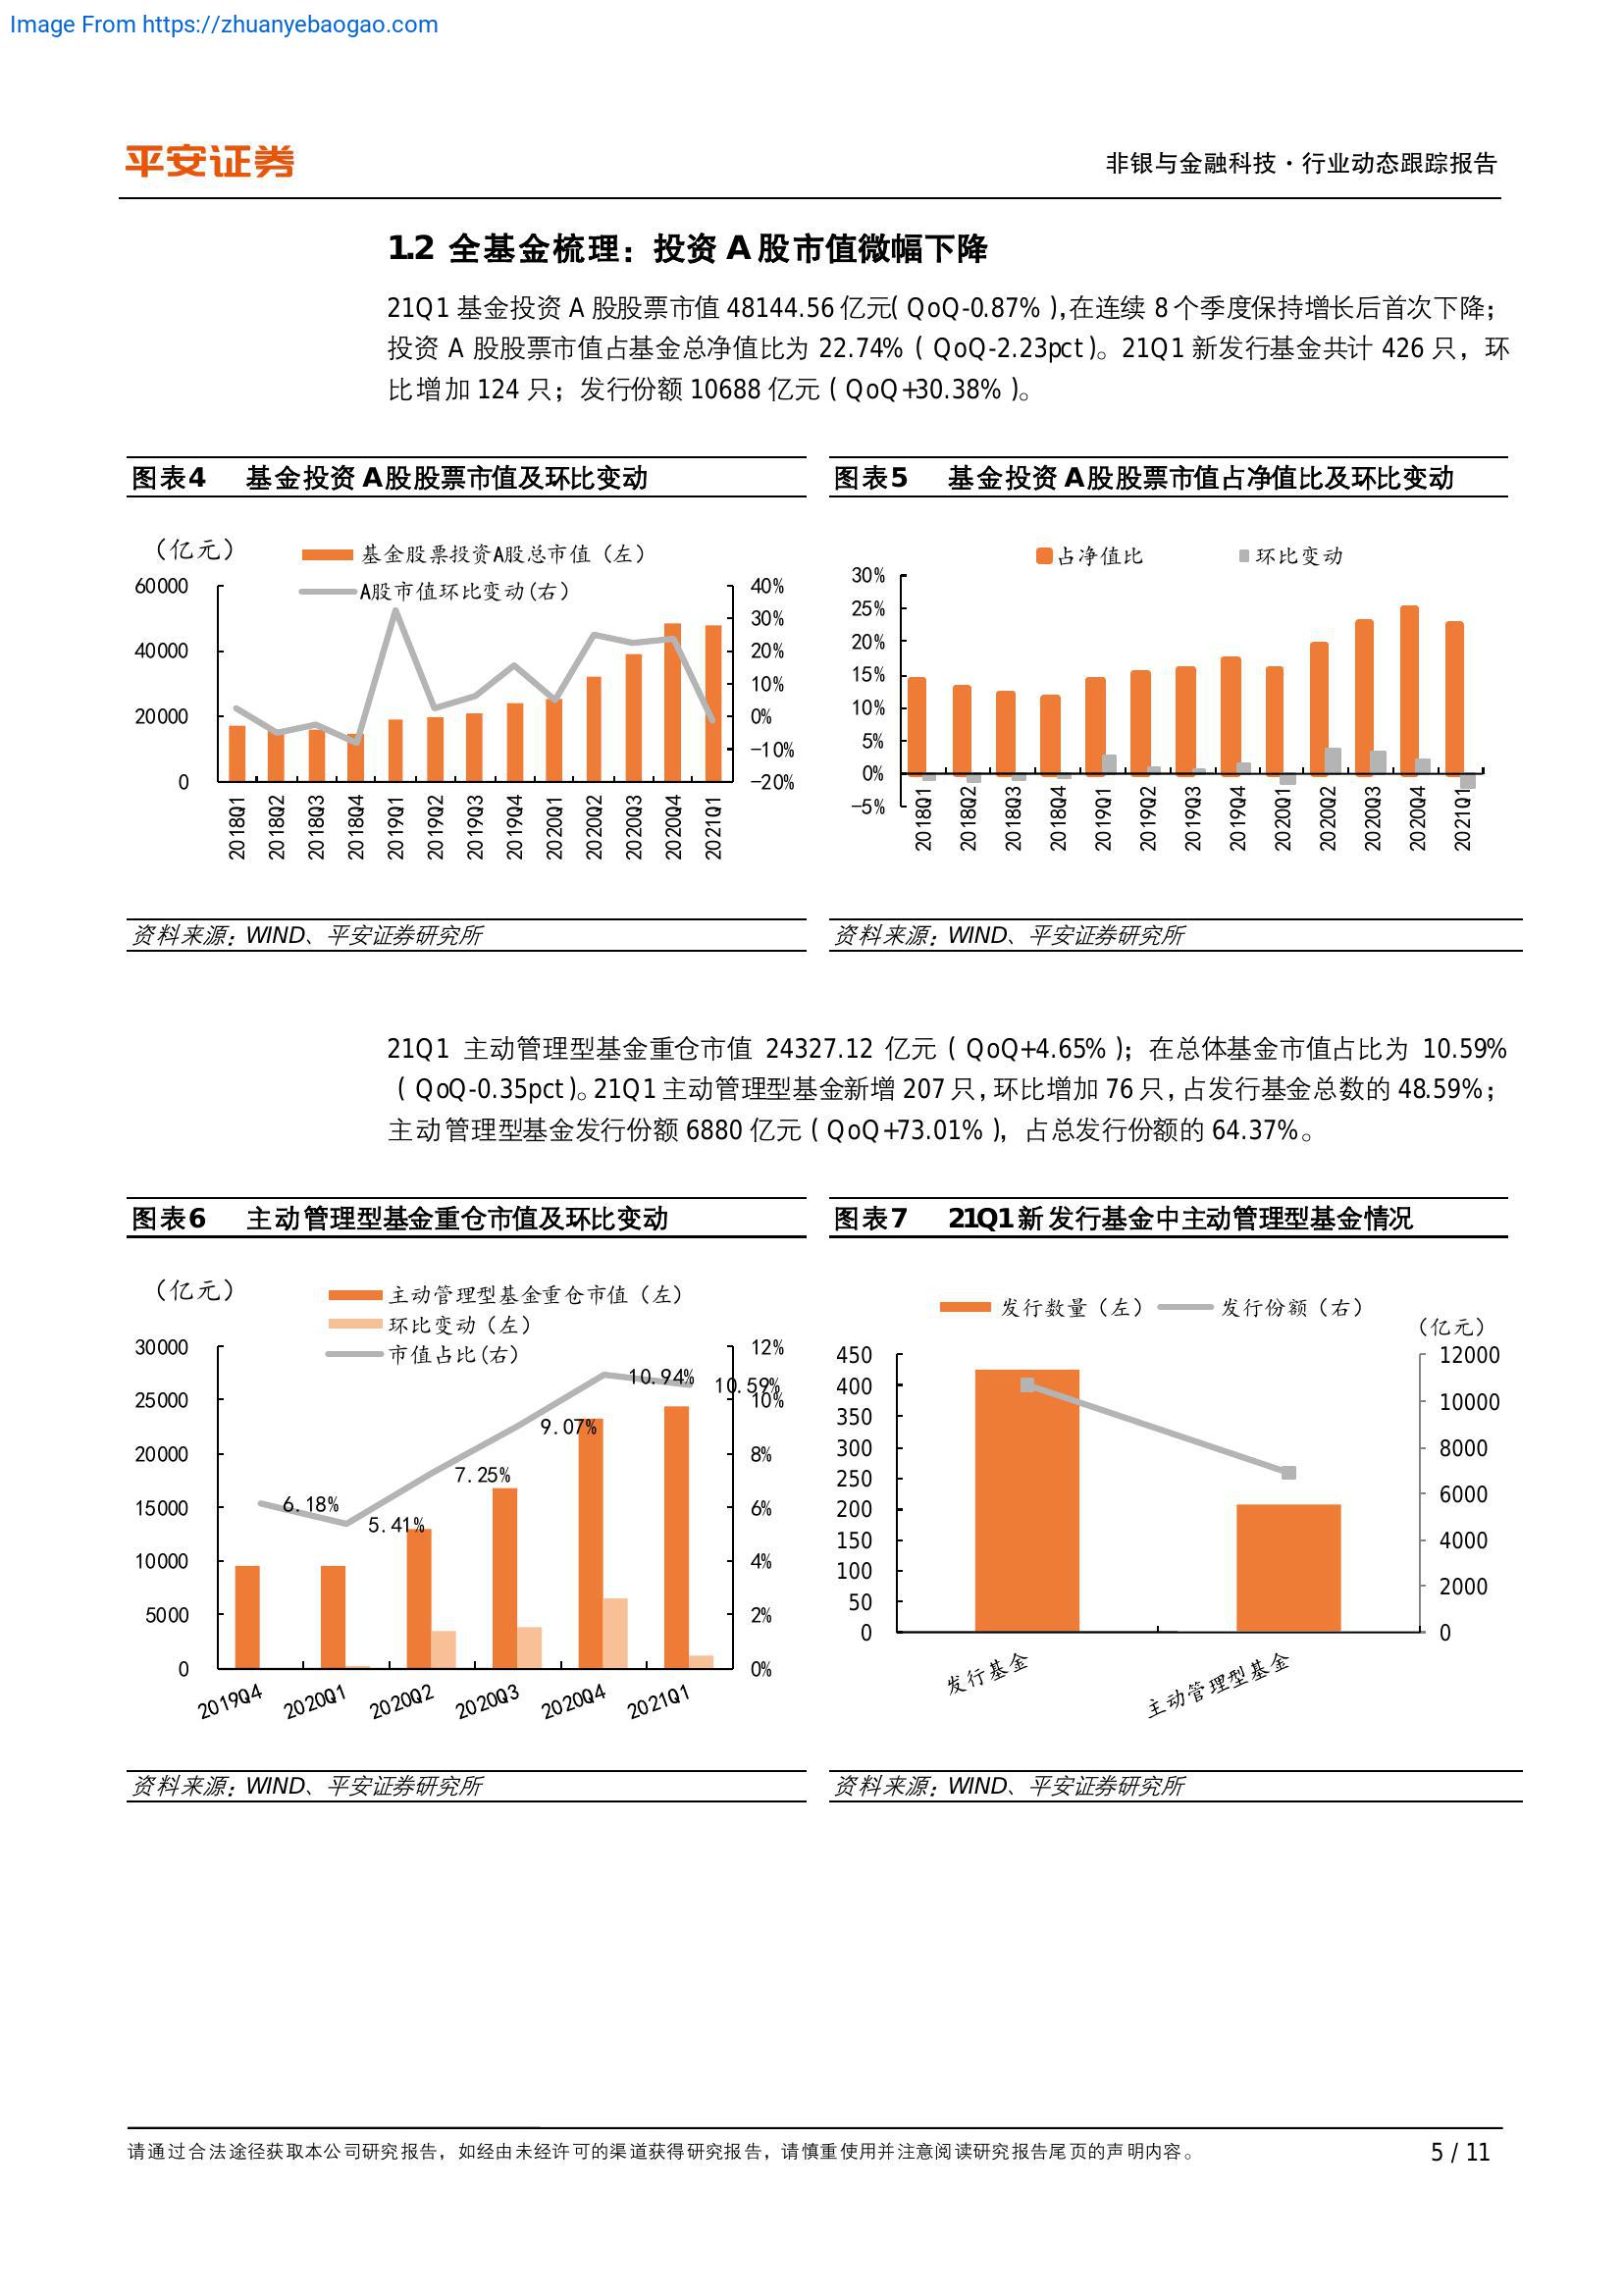 Image From https://zhuanyebaogao.com
平安证券
非银与金融科技·行业动态跟踪报告
1.2 全基金梳理：投资 A 股市值微幅下降
21Q1 基金投资 A 股股票市值 48144.56 亿元（QoQ-0.87%），在连续 8 个季度保持增长后首次下降；
投资 A 股股票市值占基金总净值比为 22.74%（QoQ-2.23pct）。21Q1 新发行基金共计 426 只，环
比增加 124 只；发行份额 10688 亿元（QoQ+30.38%）。
图表4 基金投资 A 股股票市值及环比变动
（亿元）
基金股票投资A股总市值（左）
A股市值环比变动(右)
60000
40000
20000
0
40%
30%
20%
10%
0%
-10%
-20%
2018Q1
2018Q2
2018Q3
2018Q4
2019Q1
2019Q2
2019Q3
2019Q4
2020Q1
2020Q2
2020Q3
2020Q4
2021Q1
资料来源：WIND、平安证券研究所
图表5 基金投资 A 股股票市值占净值比及环比变动
占净值比
环比变动
30%
25%
20%
15%
10%
5%
0%
-5%
2018Q1
2018Q2
2018Q3
2018Q4
2019Q1
2019Q2
2019Q3
2019Q4
2020Q1
2020Q2
2020Q3
2020Q4
2021Q1
资料来源：WIND、平安证券研究所
21Q1 主动管理型基金重仓市值 24327.12 亿元（QoQ+4.65%）；在总体基金市值占比为 10.59%
（QoQ-0.35pct）。21Q1 主动管理型基金新增 207 只，环比增加 76 只，占发行基金总数的 48.59%；
主动管理型基金发行份额 6880 亿元（QoQ+73.01%），占总发行份额的 64.37%。
图表6 主动管理型基金重仓市值及环比变动
（亿元）
主动管理型基金重仓市值（左）
环比变动（左）
市值占比(右)
30000
25000
20000
15000
10000
5000
0
12%
10%
8%
6%
4%
2%
0%
6.18%
5.41%
7.25%
9.07%
10.94%
10.59%
2019Q4
2020Q1
2020Q2
2020Q3
2020Q4
2021Q1
资料来源：WIND、平安证券研究所
图表7 21Q1 新发行基金中主动管理型基金情况
发行数量（左）
发行份额（右）
（亿元）
450
400
350
300
250
200
150
100
50
0
12000
10000
8000
6000
4000
2000
0
发行基金
主动管理型基金
资料来源：WIND、平安证券研究所
请通过合法途径获取本公司研究报告，如经由未经许可的渠道获得研究报告，请慎重使用并注意阅读研究报告尾页的声明内容。
5 / 11